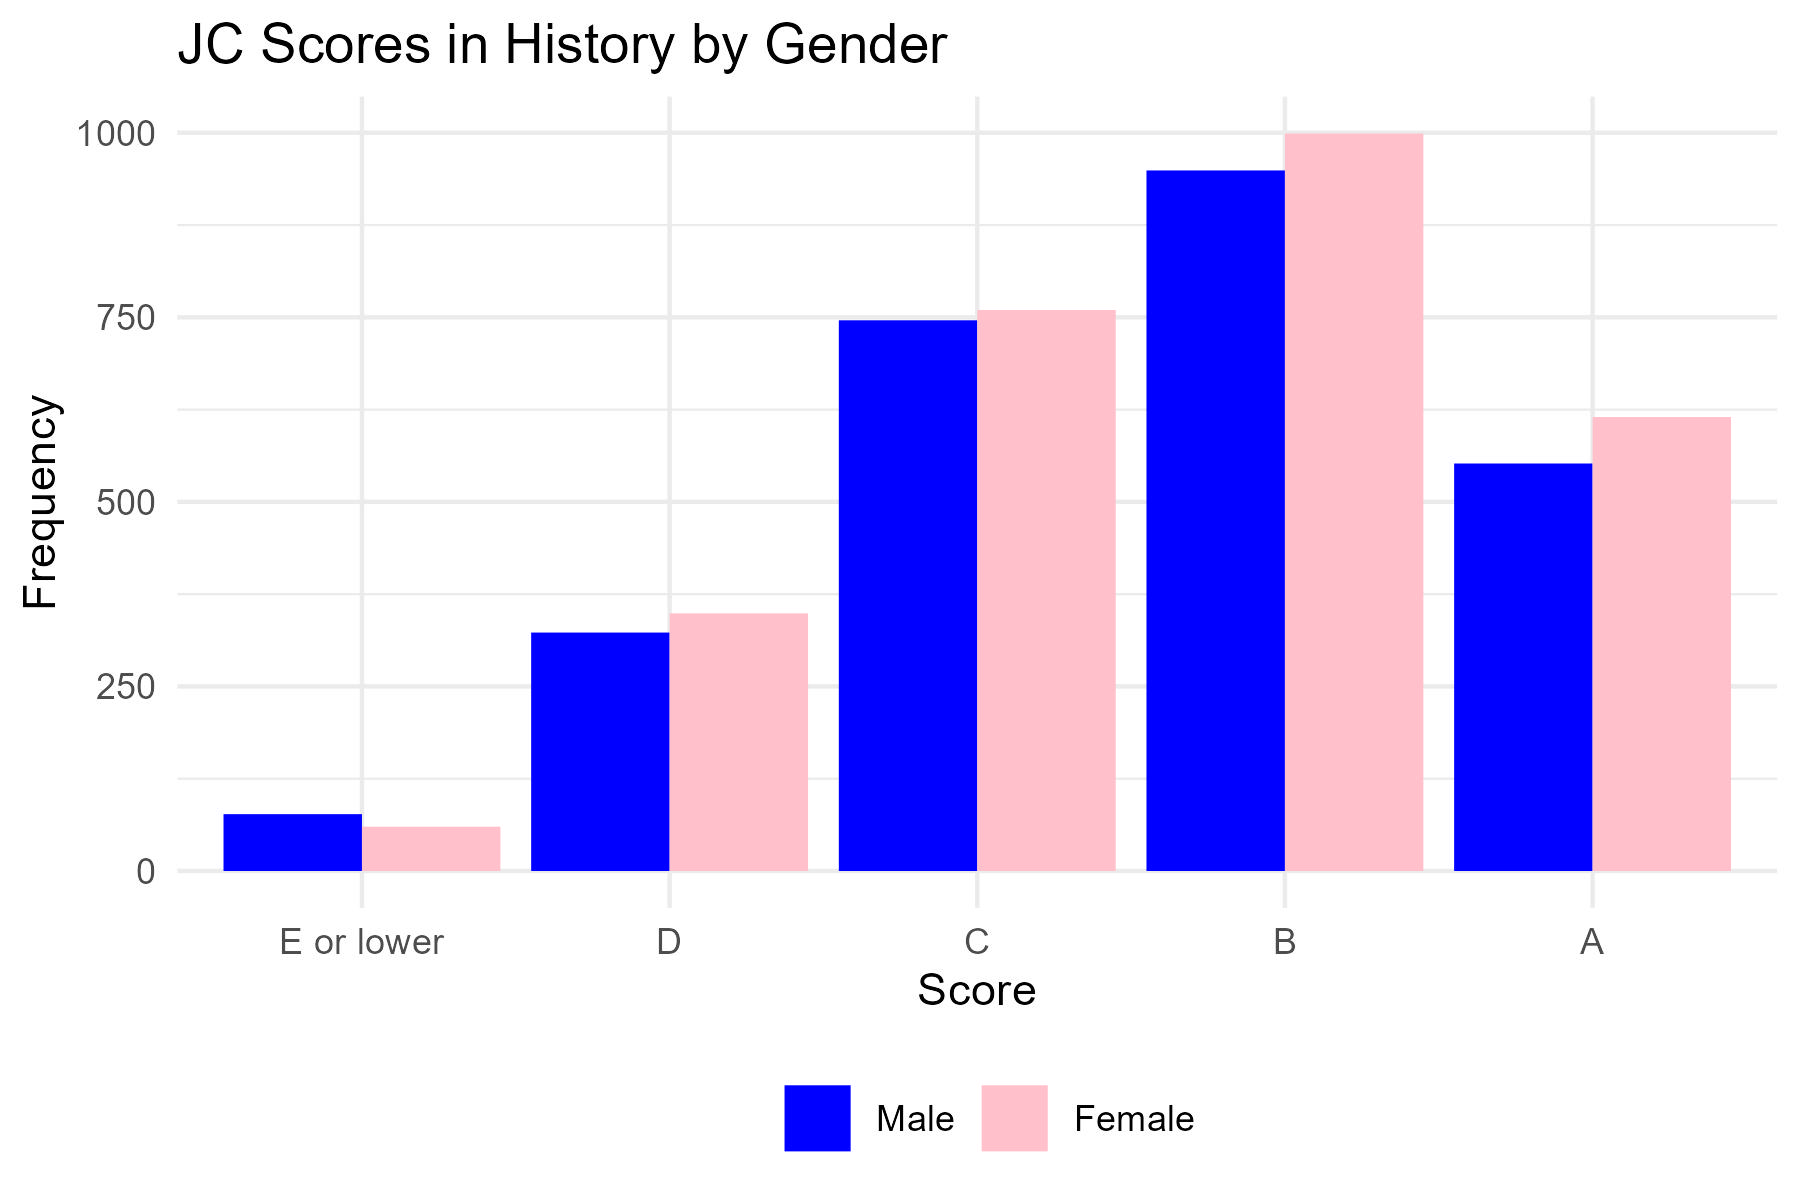 JC Scores in History by Gender
1000
750
500
250
0
Frequency
E or lower D C B A
Score
Male Female